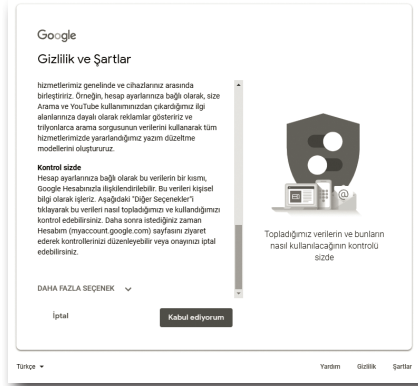 Google
Gizlilik ve Şartlar
hizmetlerimiz genelinde ve cihazlarınız arasında
birleştiririz. Örneğin, hesap ayarlarınıza bağlı olarak, size
Arama ve YouTube kullanımınızdan çıkardığımız ilgi
alanlarınıza dayalı olarak reklamlar gösteririz ve
trilyonlarca arama sorgusunun verilerini kullanarak tüm
hizmetlerimizde yararlandığımız yazım düzeltme
modellerini oluştururuz.
Kontrol sizde
Hesap ayarlarınıza bağlı olarak bu verilerin bir kısmı,
Google Hesabınızla ilişkilendirilebilir. Bu verileri kişisel
bilgi olarak işleriz. Aşağıdaki "Diğer Seçenekler"i
tıklayarak bu verileri nasıl topladığımızı ve kullandığımızı
kontrol edebilirsiniz. Daha sonra istediğiniz zaman
Hesabım (myaccount.google.com) sayfasını ziyaret
ederek kontrollerinizi düzenleyebilir veya onayınızı iptal
edebilirsiniz.
@
Topladığımız verilerin ve bunların
nasıl kullanılacağının kontrolü
sizde
DAHA FAZLA SEÇENEK
İptal
Kabul ediyorum
Türkçe
Yardım Gizlilik Şartlar